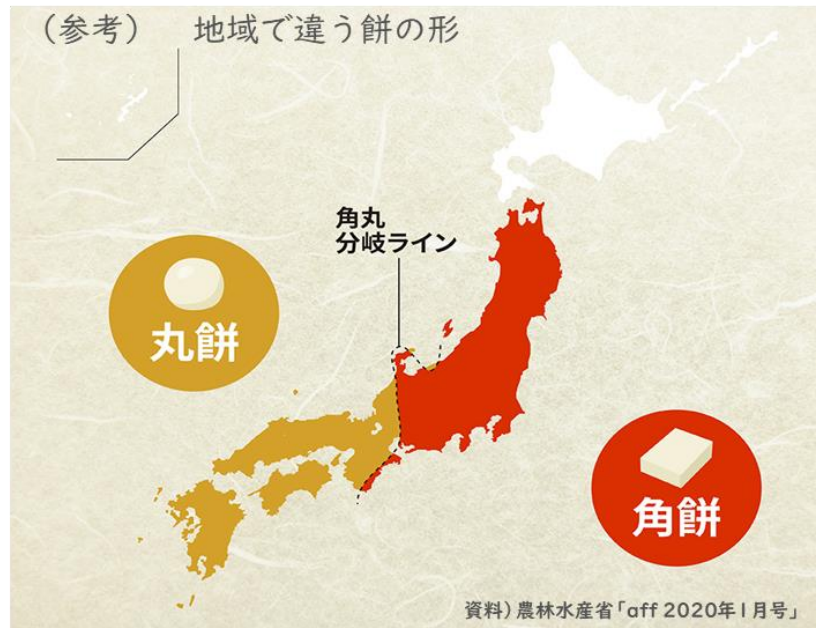 （参考）　地域で違う餅の形
角丸
分岐ライン
丸餅
角餅
資料）農林水産省「aff 2020年1月号」